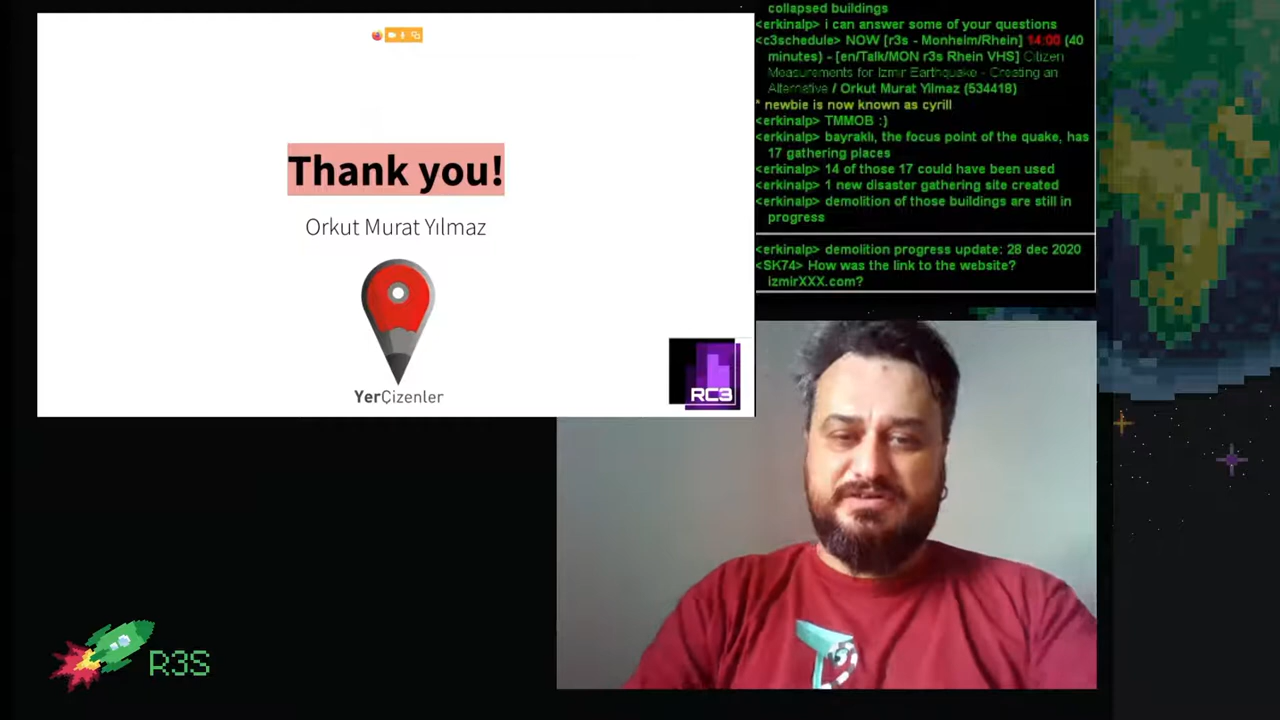 Thank you!
Orkut Murat Yılmaz
YerÇizenler
RC3
collapsed buildings
<erkinalp> i can answer some of your questions
<c3schedule> NOW [r3s - Monheim/Rhein] 14:00 (40
minutes) - [en/Talk/MON r3s Rhein VHS] Citizen
Measurements for Izmir Earthquake - Creating an
Alternative / Orkut Murat Yilmaz (534418)
* newbie is now known as cyrill
<erkinalp> TMMOB :}
<erkinalp> bayraklı, the focus point of the quake, has
17 gathering places
<erkinalp> 14 of those 17 could have been used
<erkinalp> 1 new disaster gathering site created
<erkinalp> demolition of those buildings are still in
progress
<erkinalp> demolition progress update: 28 dec 2020
<SK74> How was the link to the website?
izmirXXX.com?
R3S